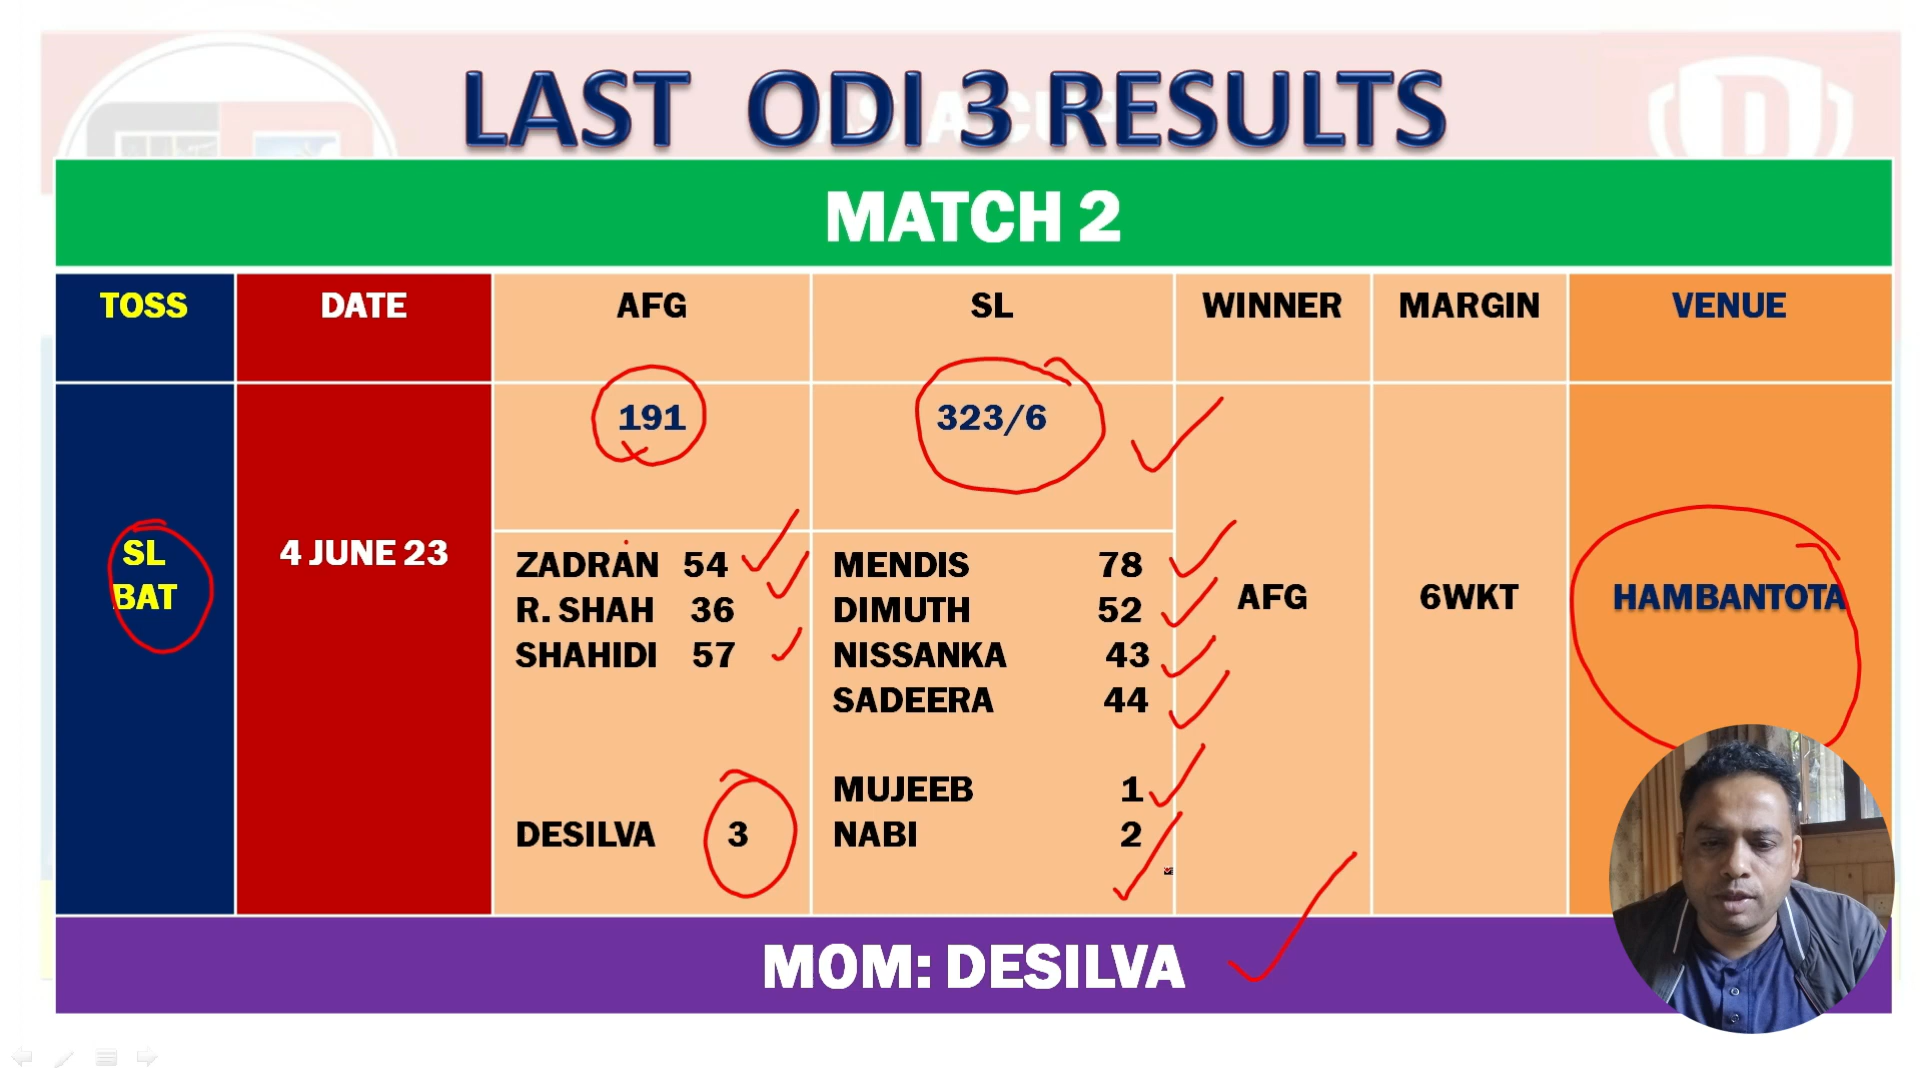 LAST ODI 3 RESULTS
MATCH 2
TOSS DATE AFG SL WINNER MARGIN VENUE
191 323/6
SL
BAT
4 JUNE 23
ZADRAN 54
R. SHAH 36
SHAHIDI 57
DESILVA 3
MENDIS 78
DIMUTH 52
NISSANKA 43
SADEERA 44
MUJEEB 1
NABI 2
AFG
6WKT
HAMBANTOTA
MOM: DESILVA